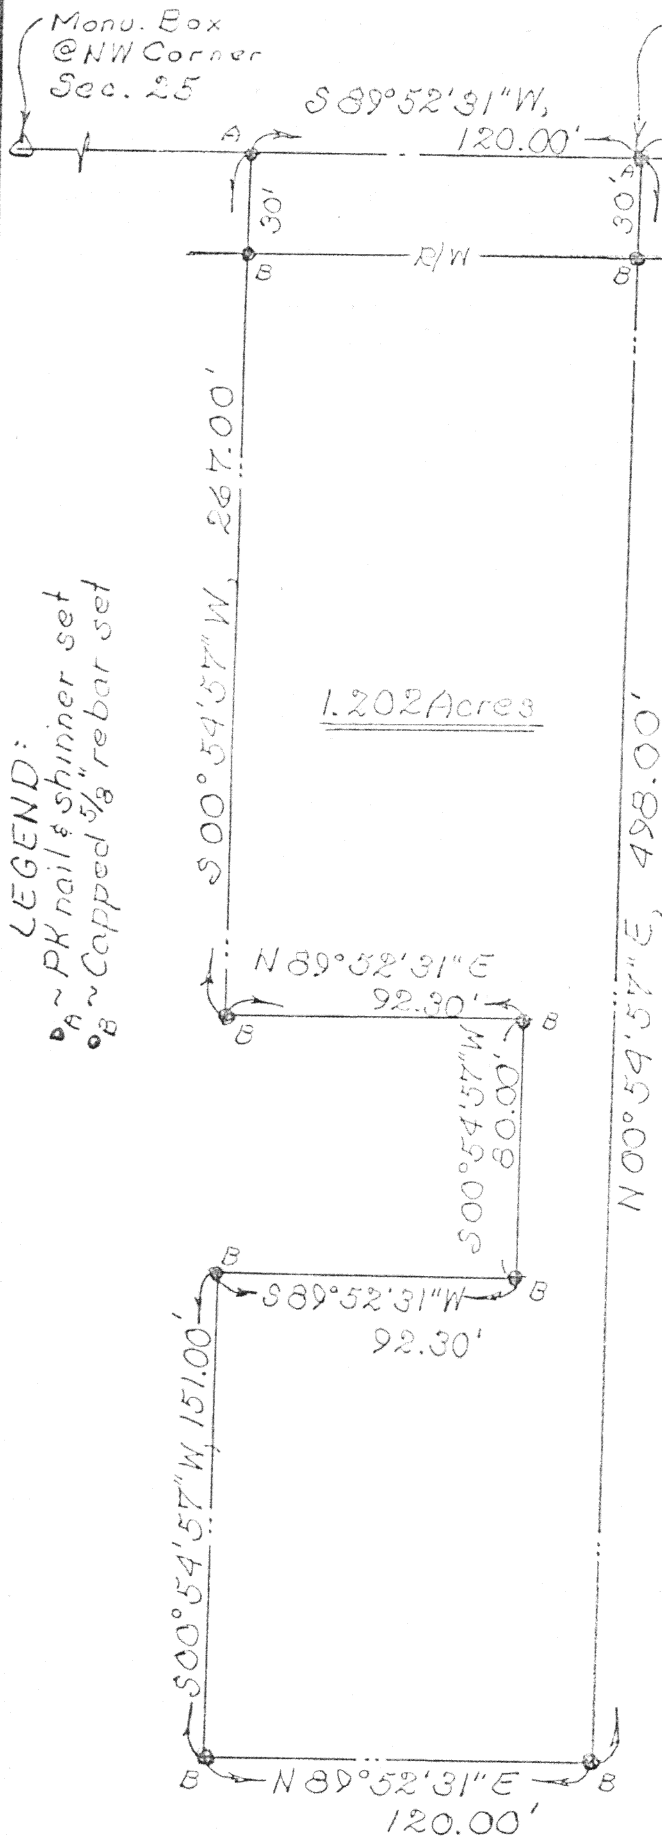 Monu. Box
@NW Corner
Sec. 25
S 89°52'31"W,
120.00'
A
A
30'
30'
B
R/W
B
S 00°54'57"W, 267.00'
1.202 Acres
LEGEND:
A ~ PK nail & shinner set
B ~ Capped 5/8" rebar set
N 00°54'57"E, 498.00'
N 89°52'31"E
92.30'
B
B
S 00°54'57"W
80.00'
B
B
S 89°52'31"W
92.30'
S 00°54'57"W, 151.00'
B
B
N 89°52'31"E
120.00'